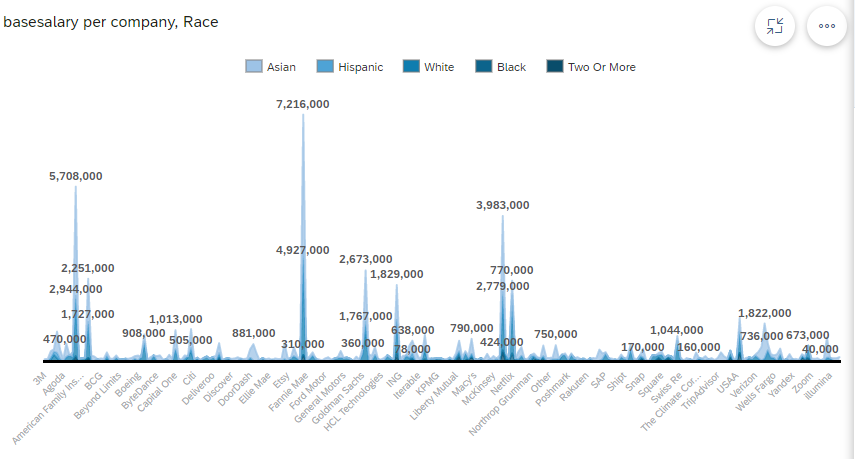 basesalary per company, Race
Asian
Hispanic
White
Black
Two Or More
7,216,000
5,708,000
3,983,000
4,927,000
2,673,000
2,251,000
1,829,000
770,000
2,944,000
2,779,000
1,727,000
1,013,000
1,767,000
1,822,000
470,000
908,000
505,000
881,000
310,000
360,000
638,000
78,000
790,000
424,000
750,000
170,000
1,044,000
160,000
736,000
673,000
40,000
3M
Agoda
American Family Ins...
BCG
Beyond Limits
Boeing
ByteDance
Capital One
Citi
Deliveroo
Discover
DoorDash
Ellie Mae
Etsy
Fannie Mae
Ford Motor
General Motors
Goldman Sachs
HCL Technologies
ING
Iterable
KPMG
Liberty Mutual
Macy's
McKinsey
Netflix
Northrop Grumman
Other
Poshmark
Rakuten
SAP
Shipt
Snap
Square
Swiss Re
The Climate Cor...
TripAdvisor
USAA
Verizon
Wells Fargo
Yandex
Zoom
Illumina